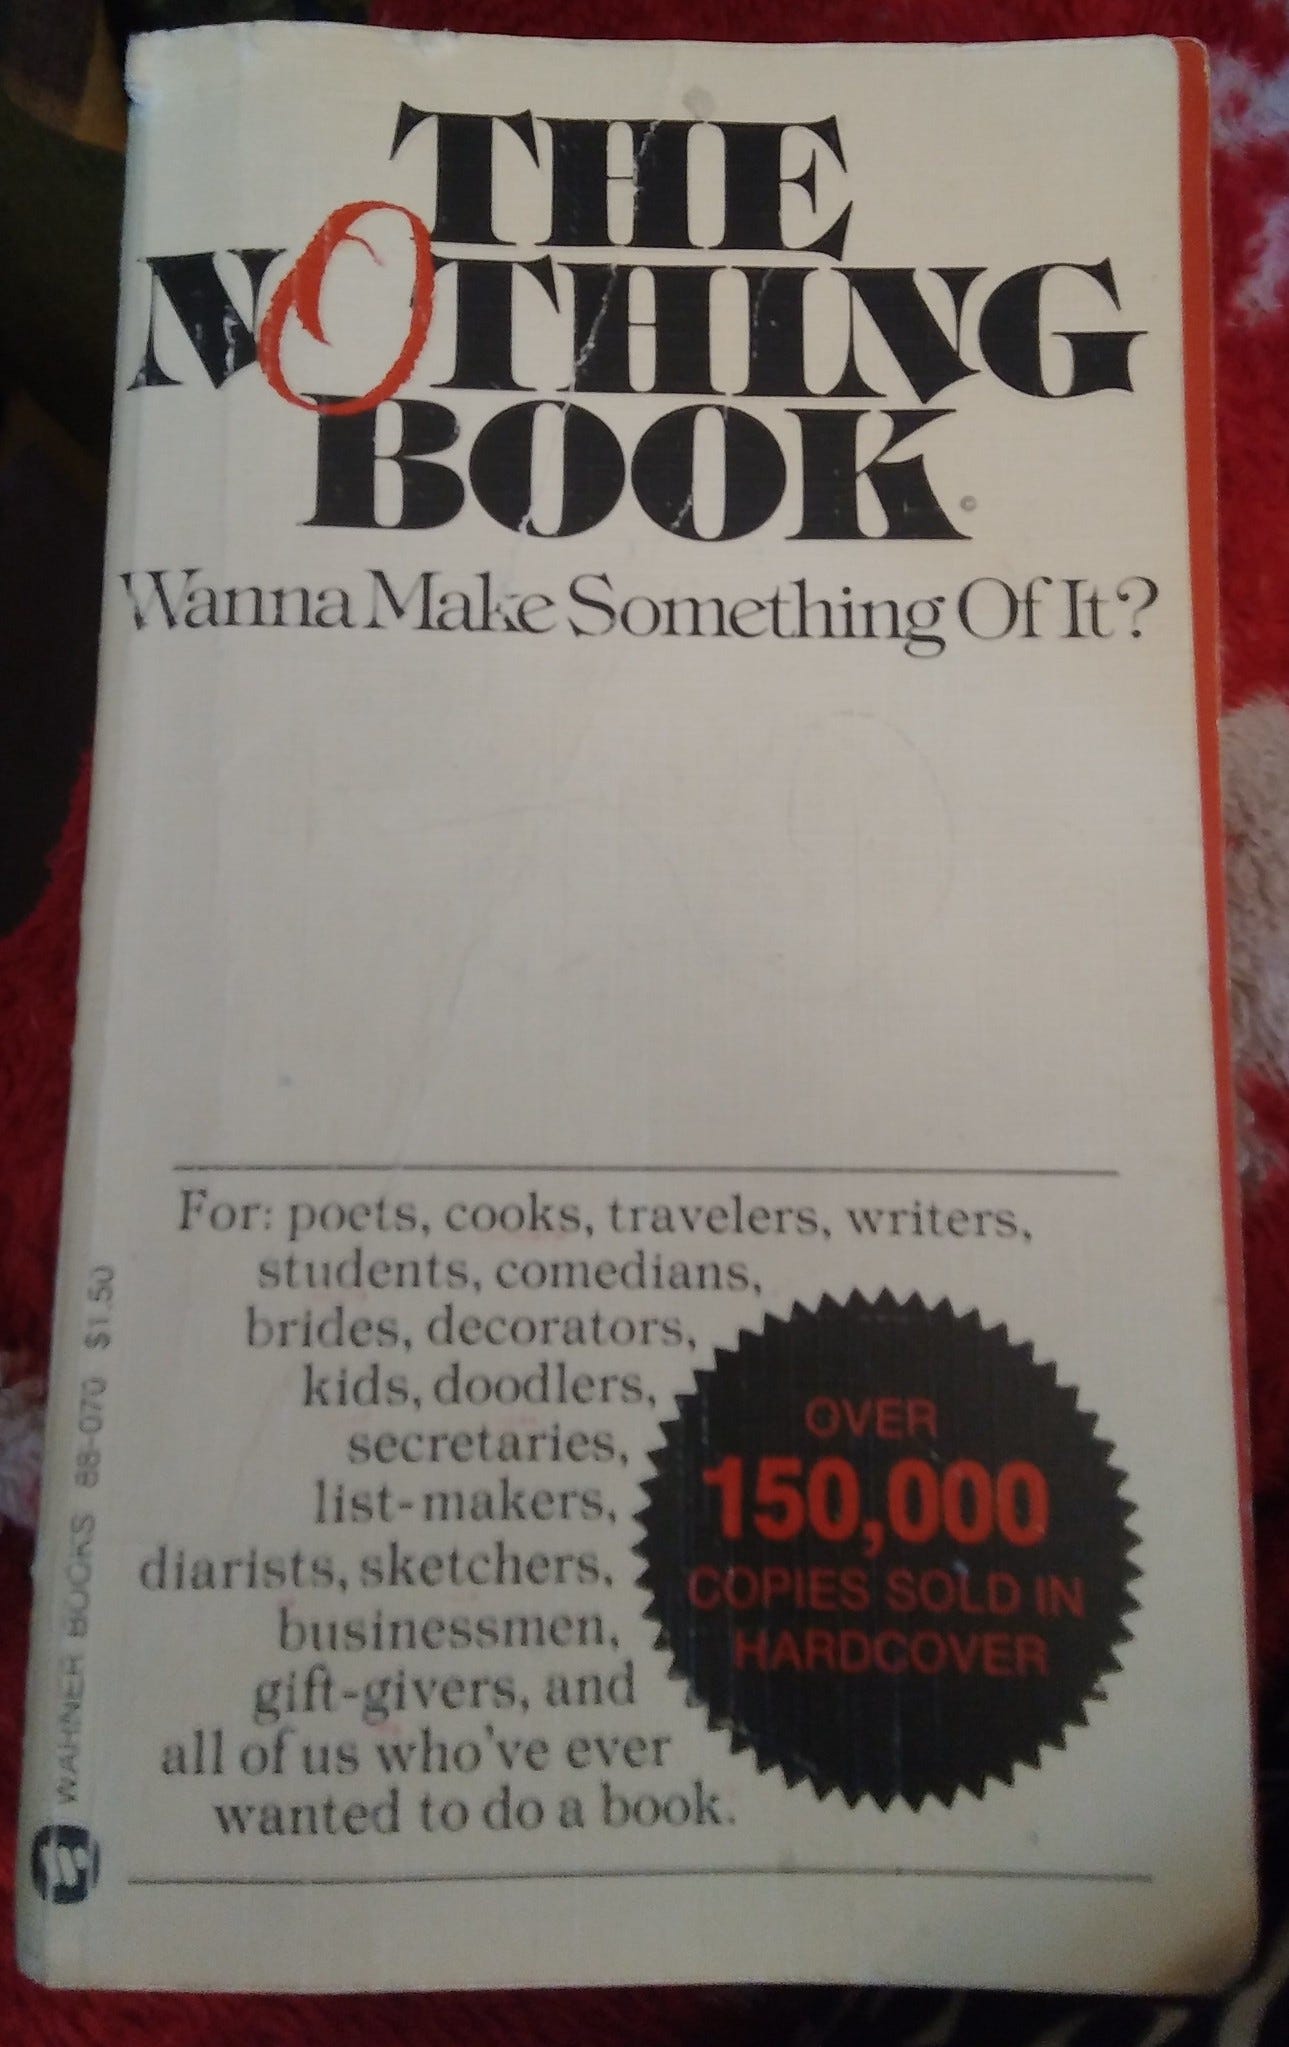 THE
NOTHING
BOOK
©
Wanna Make Something Of It?
For: poets, cooks, travelers, writers,
students, comedians,
brides, decorators,
kids, doodlers,
secretaries,
list-makers,
diarists, sketchers,
businessmen,
gift-givers, and
all of us who've ever
wanted to do a book.
OVER
150,000
COPIES SOLD IN
HARDCOVER
WARNER BOOKS 88-070 $1.50